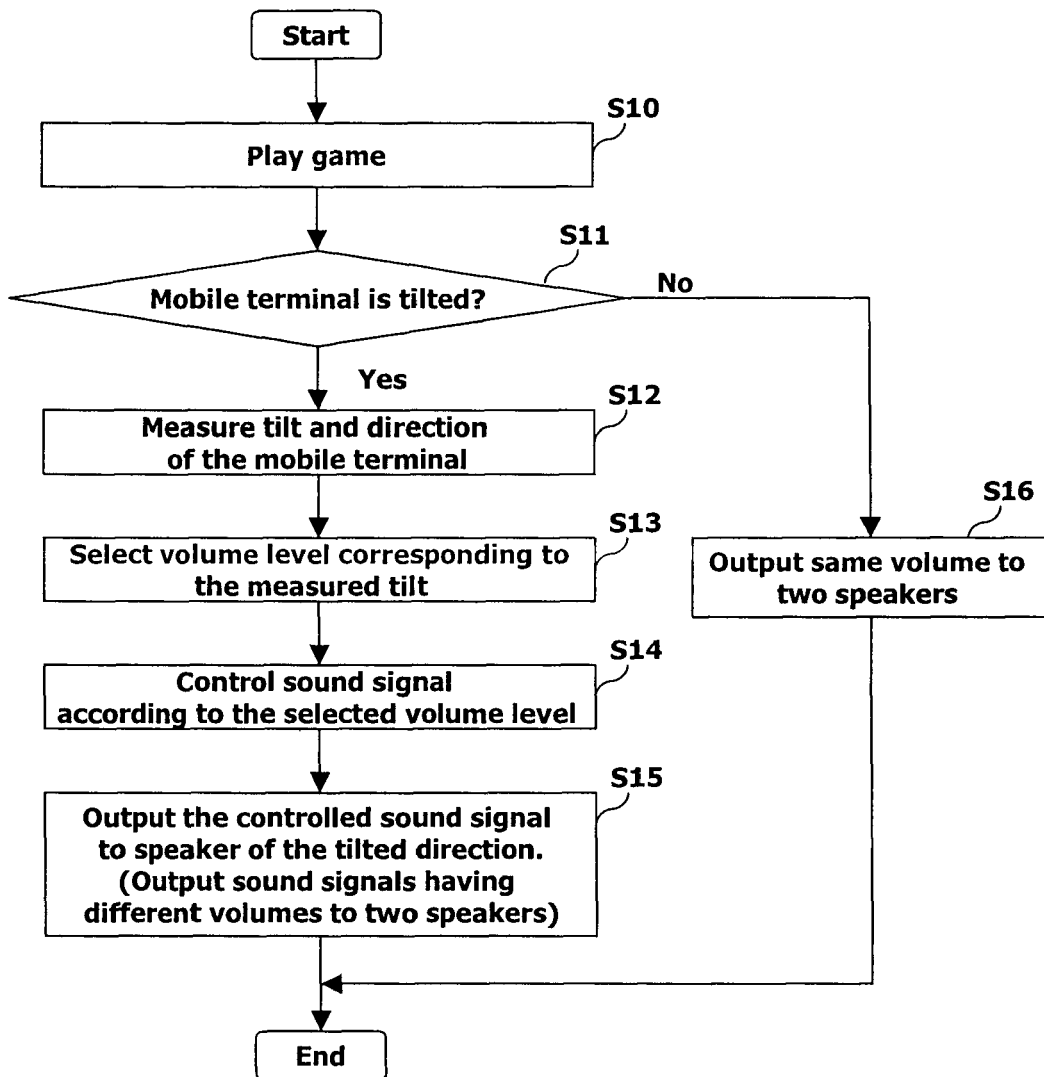 Start
S10
Play game
S11
Mobile terminal is tilted?
No
Yes
S12
Measure tilt and direction
of the mobile terminal
S13
Select volume level corresponding to
the measured tilt
S16
Output same volume to
two speakers
S14
Control sound signal
according to the selected volume level
S15
Output the controlled sound signal
to speaker of the tilted direction.
(Output sound signals having
different volumes to two speakers)
End